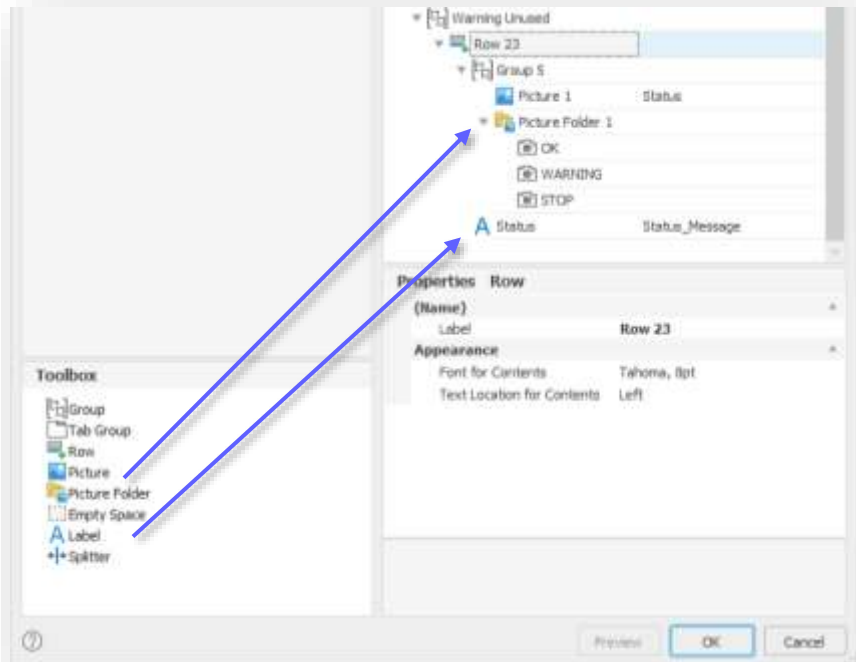 Warning Unused
Row 23
Group 5
Picture 1 Status
Picture Folder 1
OK
WARNING
STOP
Status Status_Message
Properties Row
(Name)
Label Row 23
Appearance
Font for Contents Tahoma, 8pt
Text Location for Contents Left
Toolbox
Group
Tab Group
Row
Picture
Picture Folder
Empty Space
Label
Splitter
Preview OK Cancel